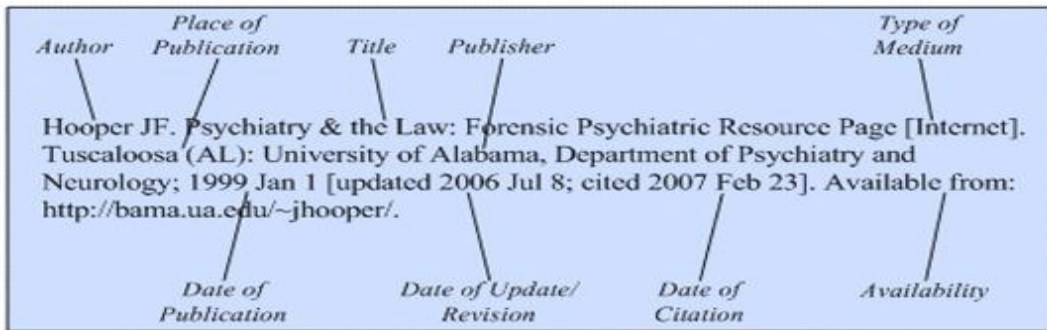 Place of Type of
Author Publication Title Publisher Medium
Hooper JF. Psychiatry & the Law: Forensic Psychiatric Resource Page [Internet].
Tuscaloosa (AL): University of Alabama, Department of Psychiatry and
Neurology; 1999 Jan 1 [updated 2006 Jul 8; cited 2007 Feb 23]. Available from:
http://bama.ua.edu/~jhooper/.
Date of Date of Update/ Date of Availability
Publication Revision Citation